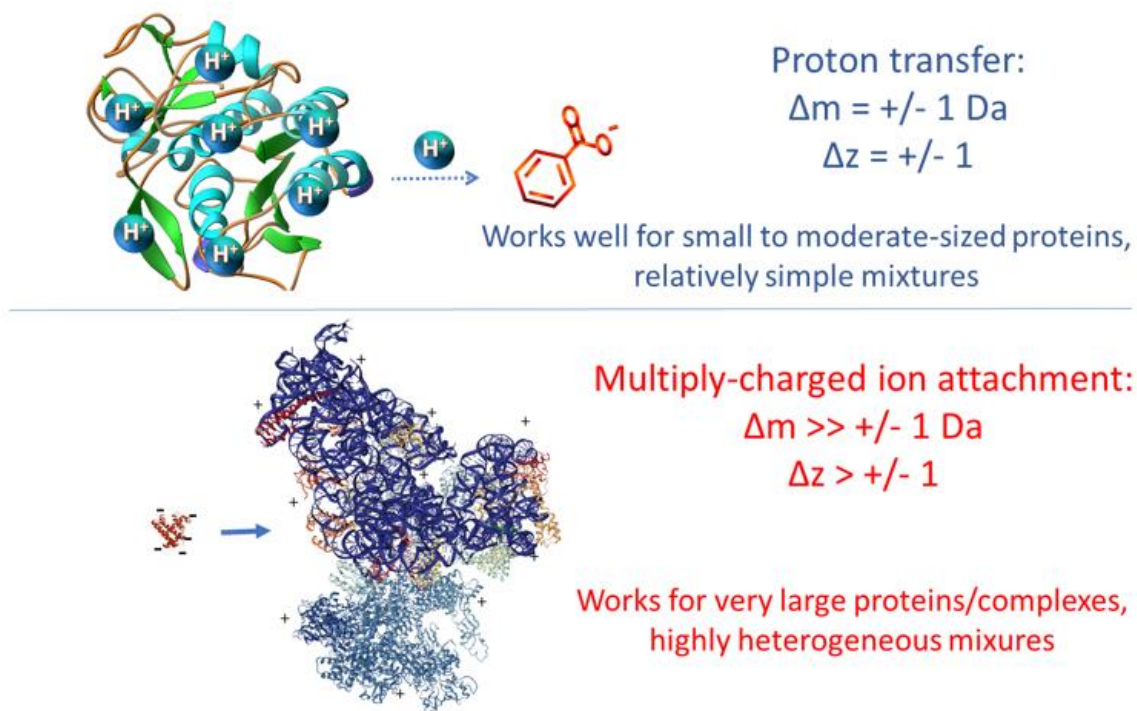 H+
H+
H+
H+
H+
H+
H+
H+
Proton transfer:
Δm = +/- 1 Da
Δz = +/- 1
Works well for small to moderate-sized proteins,
relatively simple mixtures
Multiply-charged ion attachment:
Δm >> +/- 1 Da
Δz > +/- 1
Works for very large proteins/complexes,
highly heterogeneous mixures